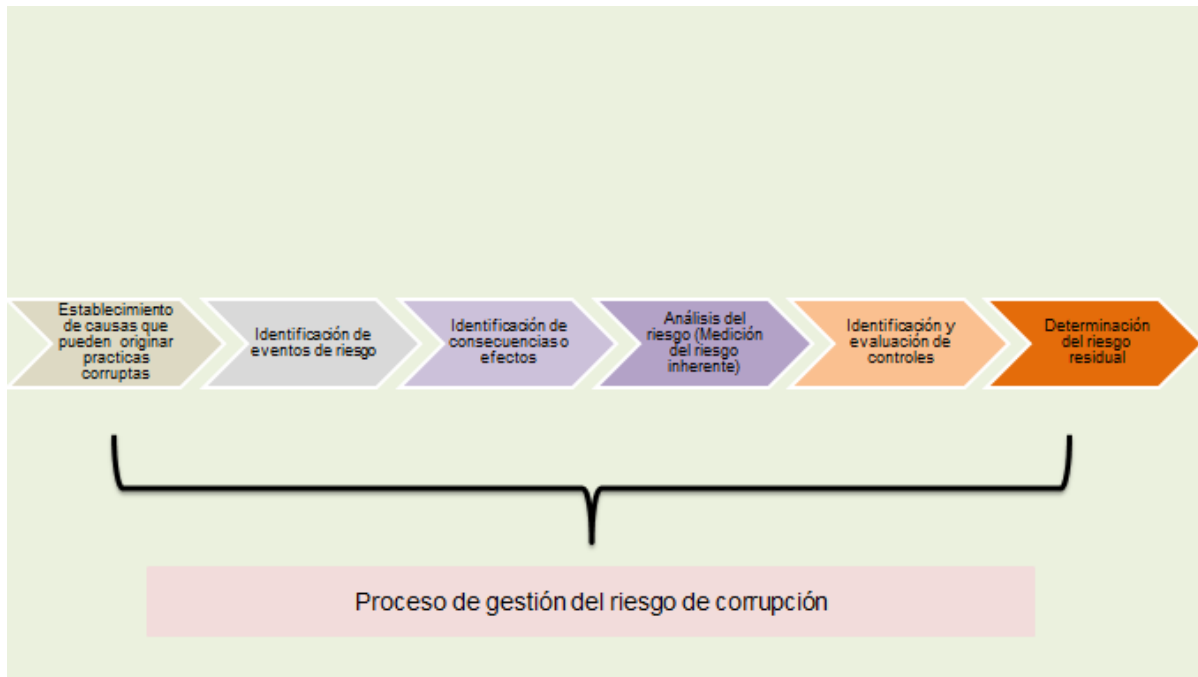 Establecimiento
de causas que
pueden originar
practicas
corruptas
Identificación de
eventos de riesgo
Identificación de
consecuencias o
efectos
Análisis del
riesgo (Medición
del riesgo
inherente)
Identificación y
evaluación de
controles
Determinación
del riesgo
residual
Proceso de gestión del riesgo de corrupción